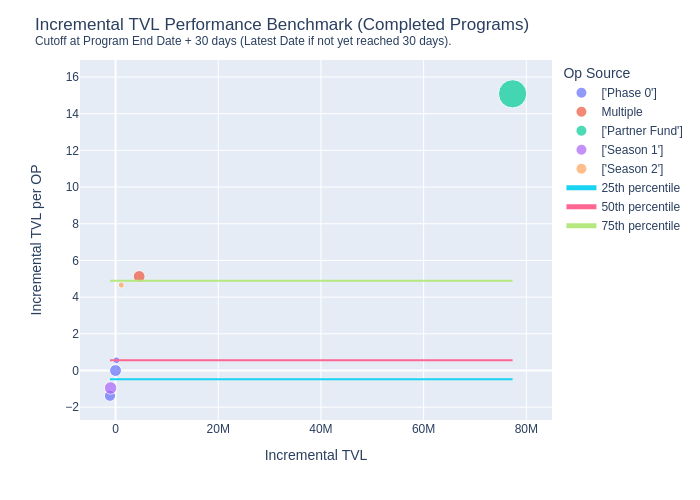 Incremental TVL Performance Benchmark (Completed Programs)
Cutoff at Program End Date + 30 days (Latest Date if not yet reached 30 days).
Op Source
['Phase 0']
Multiple
['Partner Fund']
['Season 1']
['Season 2']
25th percentile
50th percentile
75th percentile
Incremental TVL per OP
16
14
12
10
8
6
4
2
0
−2
0
20M
40M
60M
80M
Incremental TVL